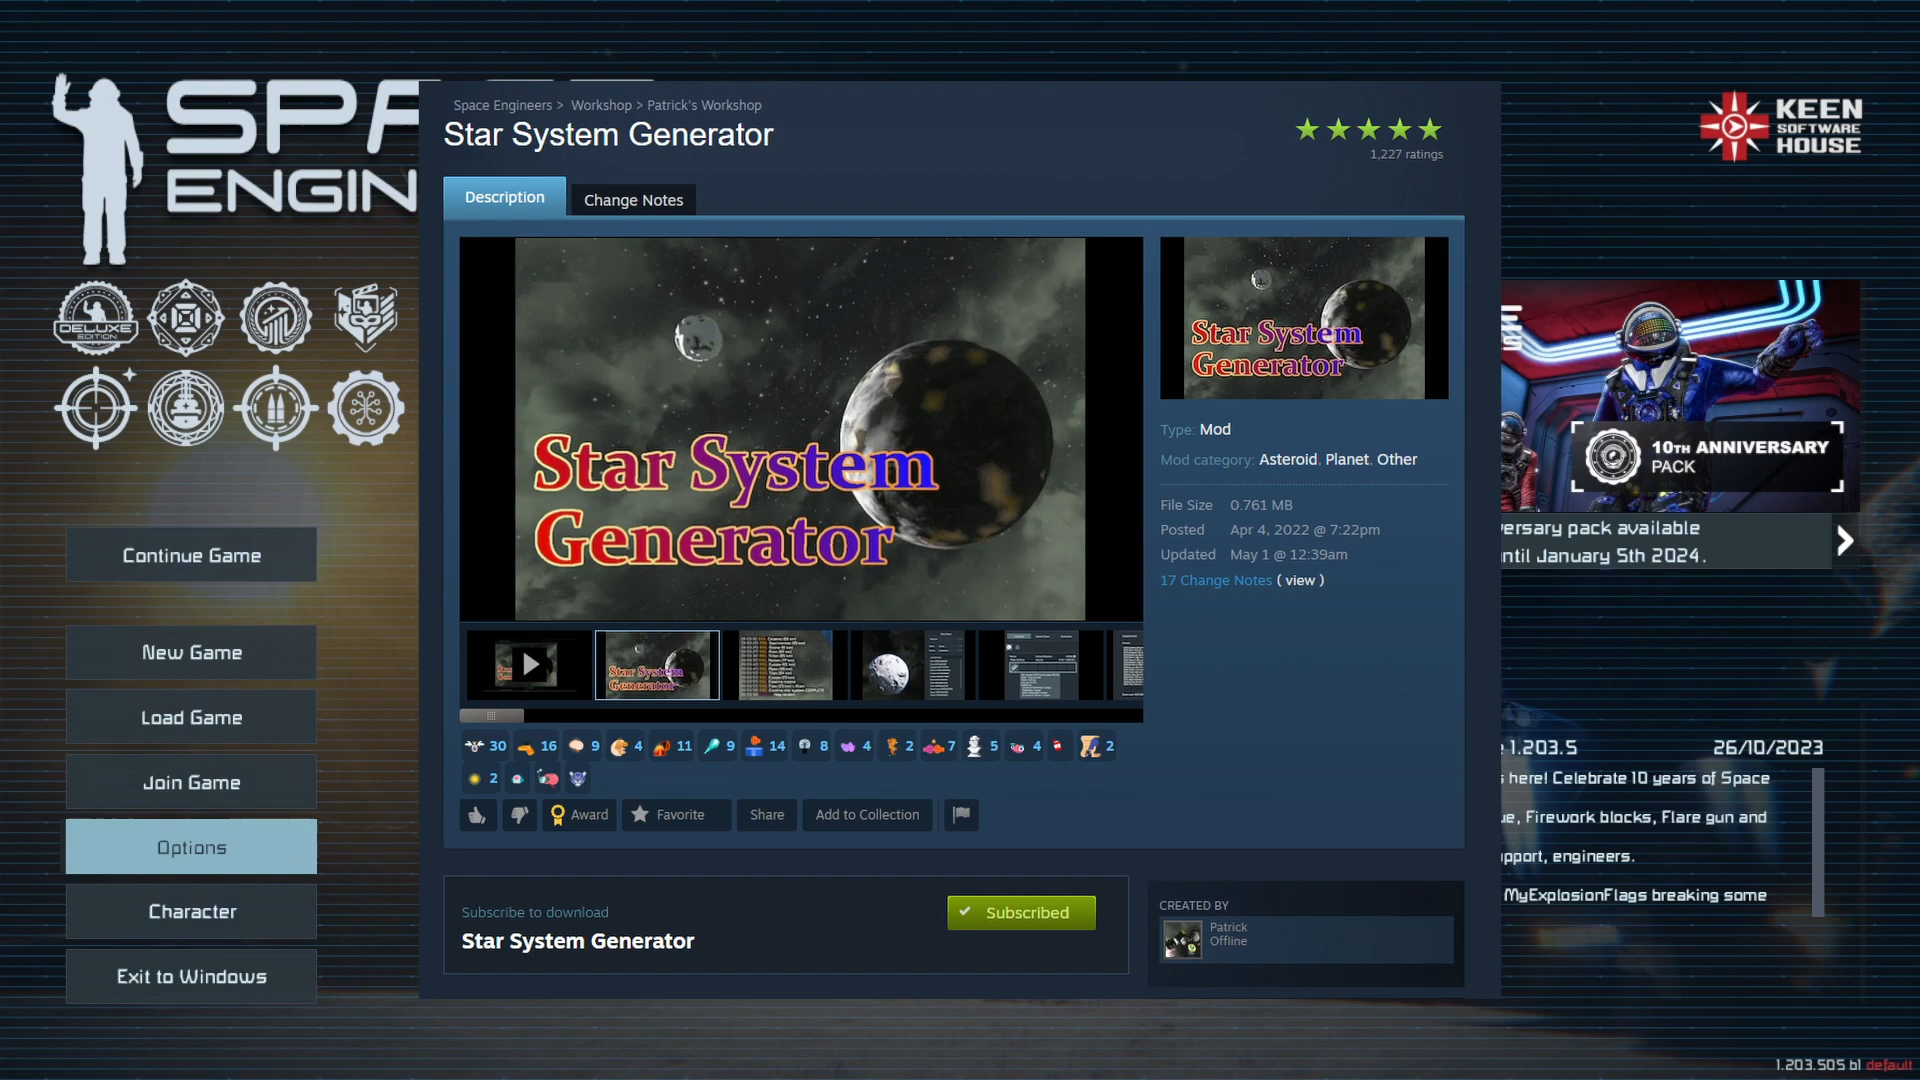 SPA
ENGIN
DELUXE
EDITION
Continue Game
New Game
Load Game
Join Game
Options
Character
Exit to Windows
Space Engineers > Workshop > Patrick's Workshop
Star System Generator
1,227 ratings
Description
Change Notes
Star System
Generator
Star System
Generator
Type: Mod
Mod category: Asteroid, Planet, Other
File Size 0.761 MB
Posted Apr 4, 2022 @ 7:22pm
Updated May 1 @ 12:39am
17 Change Notes ( view )
Star System
Generator
30 16 9 4 11 9 14 8 4 2 7 5 4 2
2
Award
Favorite
Share
Add to Collection
Subscribe to download
Star System Generator
Subscribed
CREATED BY
Patrick
Offline
KEEN
SOFTWARE
HOUSE
10TH ANNIVERSARY
PACK
ersary pack available
ntil January 5th 2024.
1.203.5 26/10/2023
s here! Celebrate 10 years of Space
ue, Firework blocks, Flare gun and
pport, engineers.
MyExplosionFlags breaking some
1.203.505 b1 default